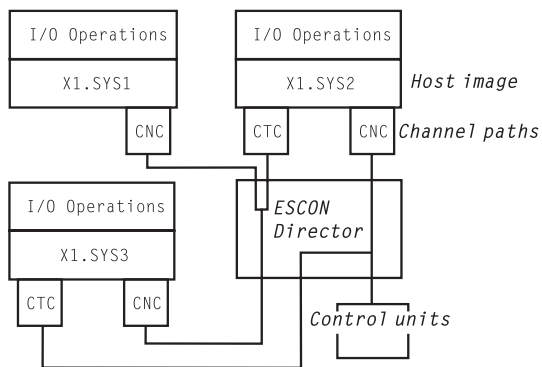 I/O Operations
X1.SYS1
CNC
I/O Operations
X1.SYS2
Host image
CTC
CNC
Channel paths
I/O Operations
X1.SYS3
CTC
CNC
ESCON
Director
Control units